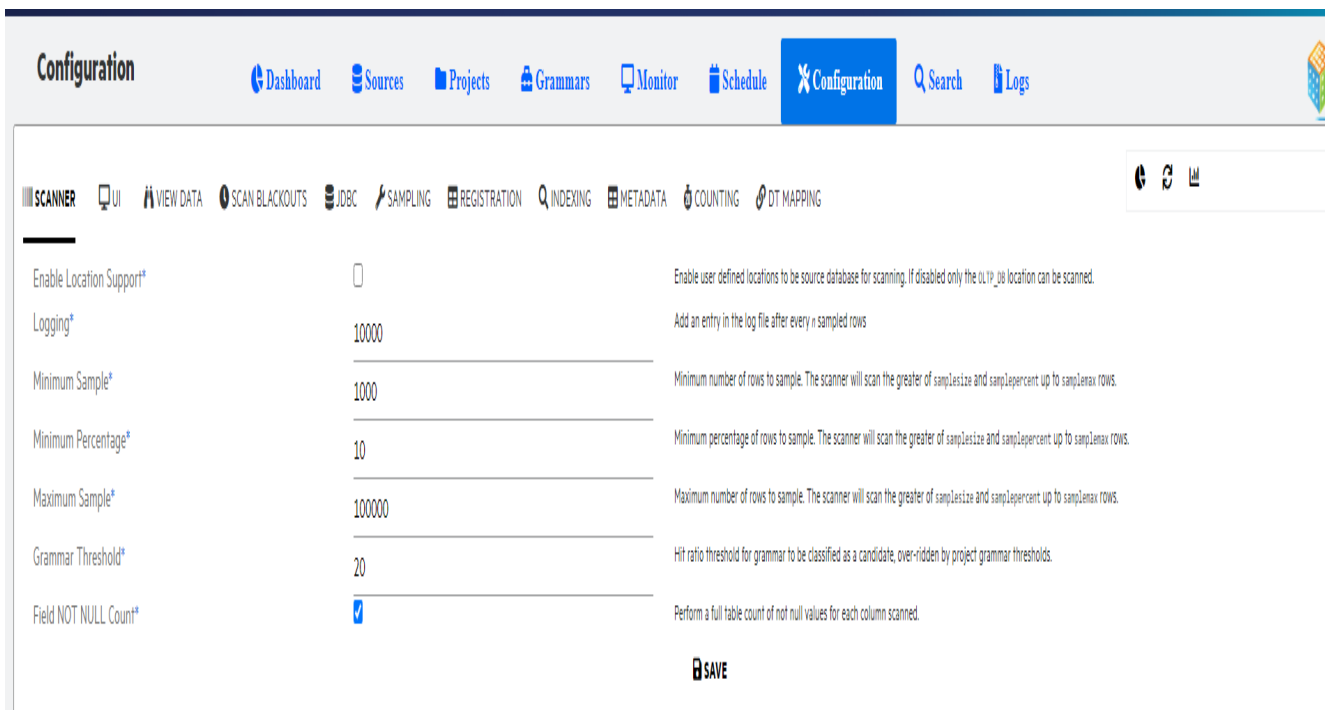 Configuration
Dashboard Sources Projects Grammars Monitor Schedule Configuration Search Logs
SCANNER UI VIEW DATA SCAN BLACKOUTS JDBC SAMPLING REGISTRATION INDEXING METADATA COUNTING DT MAPPING
Enable Location Support* Enable user defined locations to be source database for scanning. If disabled only the OLTP_DB location can be scanned.
Logging* 10000 Add an entry in the log file after every n sampled rows
Minimum Sample* 1000 Minimum number of rows to sample. The scanner will scan the greater of samplesize and samplepercent up to samplemax rows.
Minimum Percentage* 10 Minimum percentage of rows to sample. The scanner will scan the greater of samplesize and samplepercent up to samplemax rows.
Maximum Sample* 100000 Maximum number of rows to sample. The scanner will scan the greater of samplesize and samplepercent up to samplemax rows.
Grammar Threshold* 20 Hit ratio threshold for grammar to be classified as a candidate, over-ridden by project grammar thresholds.
Field NOT NULL Count* Perform a full table count of not null values for each column scanned.
SAVE